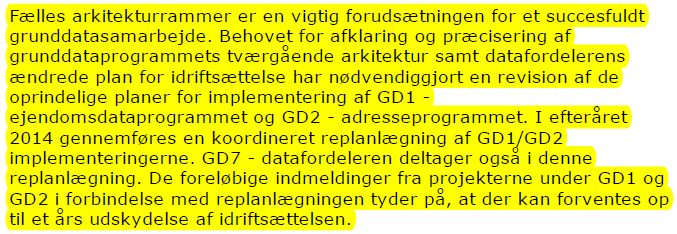 Fælles arkitekturrammer er en vigtig forudsætningen for et succesfuldt
grunddatasamarbejde. Behovet for afklaring og præcisering af
grunddataprogrammets tværgående arkitektur samt datafordelerens
ændrede plan for idriftsættelse har nødvendiggjort en revision af de
oprindelige planer for implementering af GD1 -
ejendomsdataprogrammet og GD2 - adresseprogrammet. I efteråret
2014 gennemføres en koordineret replanlægning af GD1/GD2
implementeringerne. GD7 - datafordeleren deltager også i denne
replanlægning. De foreløbige indmeldinger fra projekterne under GD1 og
GD2 i forbindelse med replanlægningen tyder på, at der kan forventes op
til et års udskydelse af idriftsættelsen.